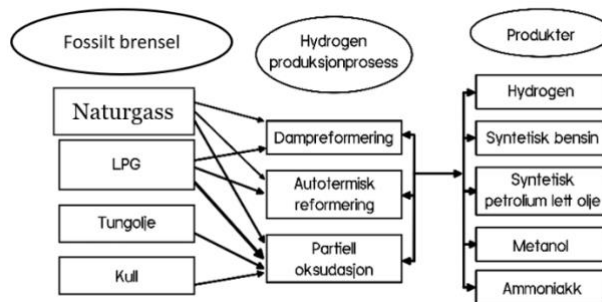 Fossilt brensel
Hydrogen
produksjonprosess
Produkter
Naturgass
LPG
Tungolje
Kull
Dampreformering
Autotermisk
reformering
Partiell
oksudasjon
Hydrogen
Syntetisk bensin
Syntetisk
petrolium lett olje
Metanol
Ammoniakk